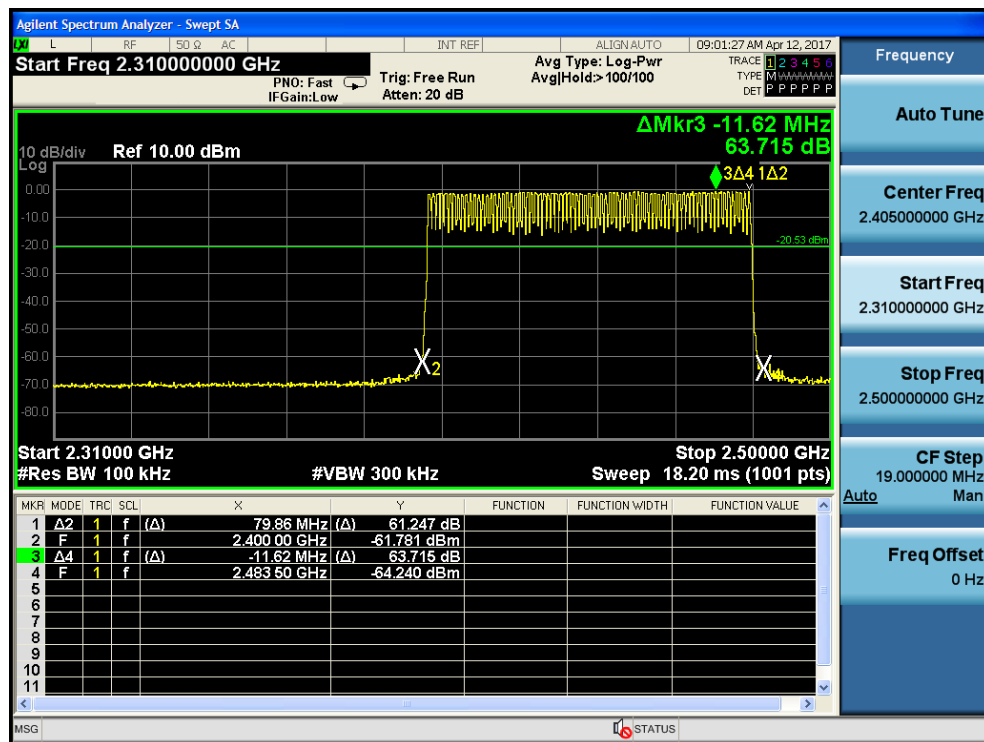 Agilent Spectrum Analyzer - Swept SA
LXI L RF 50 Ω AC INT REF ALIGN AUTO 09:01:27 AM Apr 12, 2017
Start Freq 2.310000000 GHz
PNO: Fast
IFGain:Low
Trig: Free Run
Atten: 20 dB
Avg Type: Log-Pwr
Avg|Hold:> 100/100
TRACE 1 2 3 4 5 6
TYPE M
DET P P P P P P
ΔMkr3 -11.62 MHz
63.715 dB
10 dB/div Ref 10.00 dBm
Log
3Δ4 1Δ2
0.00
-10.0
-20.0
-20.53 dBm
-30.0
-40.0
-50.0
-60.0
2
-70.0
-80.0
Start 2.31000 GHz Stop 2.50000 GHz
#Res BW 100 kHz #VBW 300 kHz Sweep 18.20 ms (1001 pts)
MKR MODE TRC SCL X Y FUNCTION FUNCTION WIDTH FUNCTION VALUE
1 Δ2 1 f (Δ) 79.86 MHz (Δ) 61.247 dB
2 F 1 f 2.400 00 GHz -61.781 dBm
3 Δ4 1 f (Δ) -11.62 MHz (Δ) 63.715 dB
4 F 1 f 2.483 50 GHz -64.240 dBm
5
6
7
8
9
10
11
MSG STATUS
Frequency
Auto Tune
Center Freq
2.405000000 GHz
Start Freq
2.310000000 GHz
Stop Freq
2.500000000 GHz
CF Step
19.000000 MHz
Auto Man
Freq Offset
0 Hz